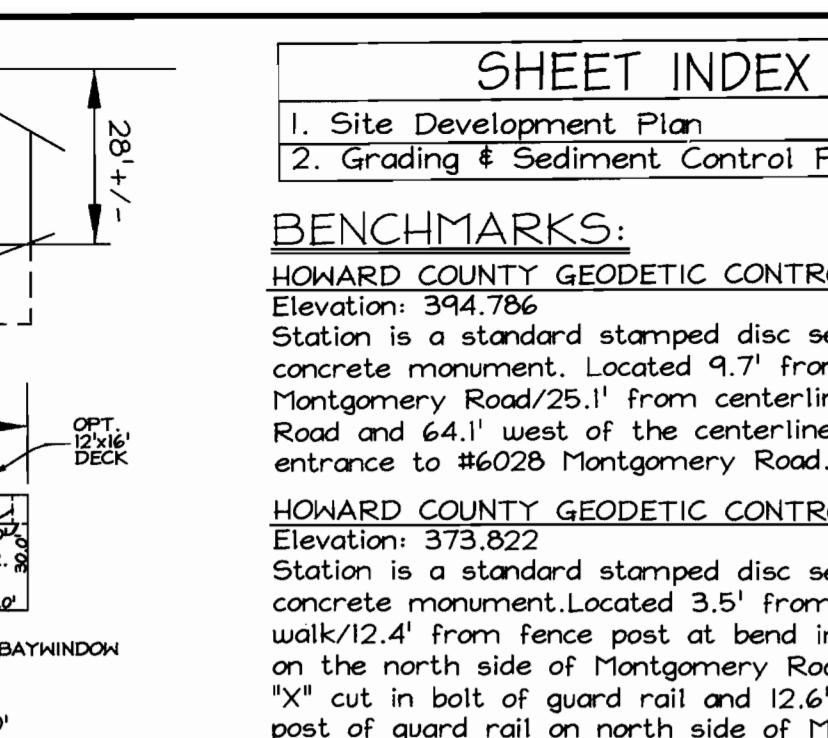 SHEET INDEX
1. Site Development Plan
2. Grading & Sediment Control
28'+/-
BENCHMARKS:
HOWARD COUNTY GEODETIC
Elevation: 394.786
Station is a standard stamped disc
concrete monument. Located 9.7'
Montgomery Road/25.1' from
Road and 64.1' west of the centerline
entrance to #6028 Montgomery Road.
OPT.
12'x16'
DECK
HOWARD COUNTY GEODETIC
Elevation: 373.822
Station is a standard stamped disc
concrete monument.Located 3.5' from
walk/12.4' from fence post at bend
on the north side of Montgomery
"X" cut in bolt of guard rail and 12.6'
post of guard rail on north side of
30.0'
BAYWINDOW